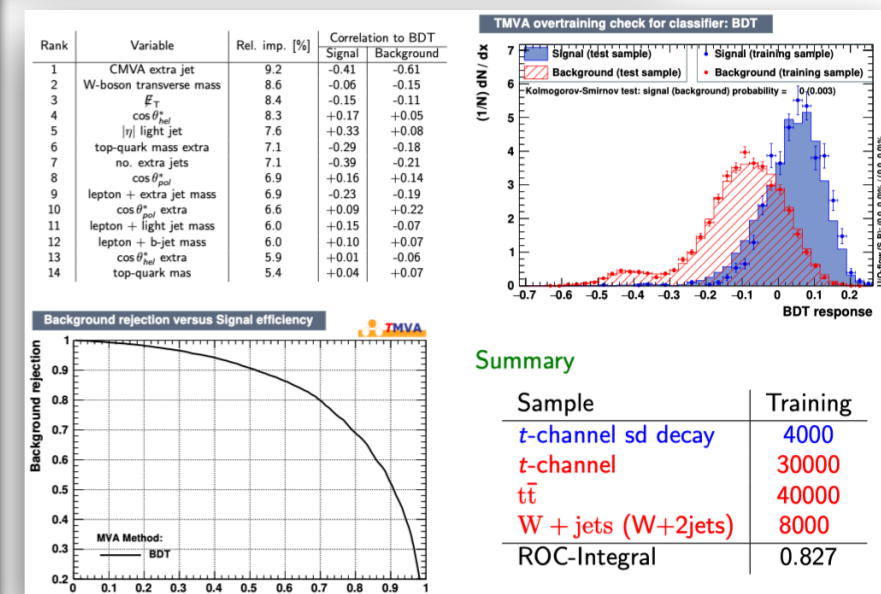 Rank Variable Rel. imp. [%] Correlation to BDT
Signal Background
1 CMVA extra jet 9.2 -0.41 -0.61
2 W-boson transverse mass 8.6 -0.06 -0.15
3 E̸_T 8.4 -0.15 -0.11
4 cos θ*_hel 8.3 +0.17 +0.05
5 |η| light jet 7.6 +0.33 +0.08
6 top-quark mass extra 7.1 -0.29 -0.18
7 no. extra jets 7.1 -0.39 -0.21
8 cos θ*_pol 6.9 +0.16 +0.14
9 lepton + extra jet mass 6.9 -0.23 -0.19
10 cos θ*_pol extra 6.6 +0.09 +0.22
11 lepton + light jet mass 6.0 +0.15 -0.07
12 lepton + b-jet mass 6.0 +0.10 +0.07
13 cos θ*_hel extra 5.9 +0.01 -0.06
14 top-quark mas 5.4 +0.04 +0.07
TMVA overtraining check for classifier: BDT
(1/N) dN / dx
Signal (test sample)
Background (test sample)
Signal (training sample)
Background (training sample)
Kolmogorov-Smirnov test: signal (background) probability = 0 (0.003)
7
6
5
4
3
2
1
0
-0.7 -0.6 -0.5 -0.4 -0.3 -0.2 -0.1 0 0.1 0.2
BDT response
Background rejection versus Signal efficiency
TMVA
Background rejection
1
0.9
0.8
0.7
0.6
0.5
0.4
0.3
0.2
MVA Method:
BDT
0 0.1 0.2 0.3 0.4 0.5 0.6 0.7 0.8 0.9 1
Summary
Sample Training
t-channel sd decay 4000
t-channel 30000
tt̄ 40000
W + jets (W+2jets) 8000
ROC-Integral 0.827